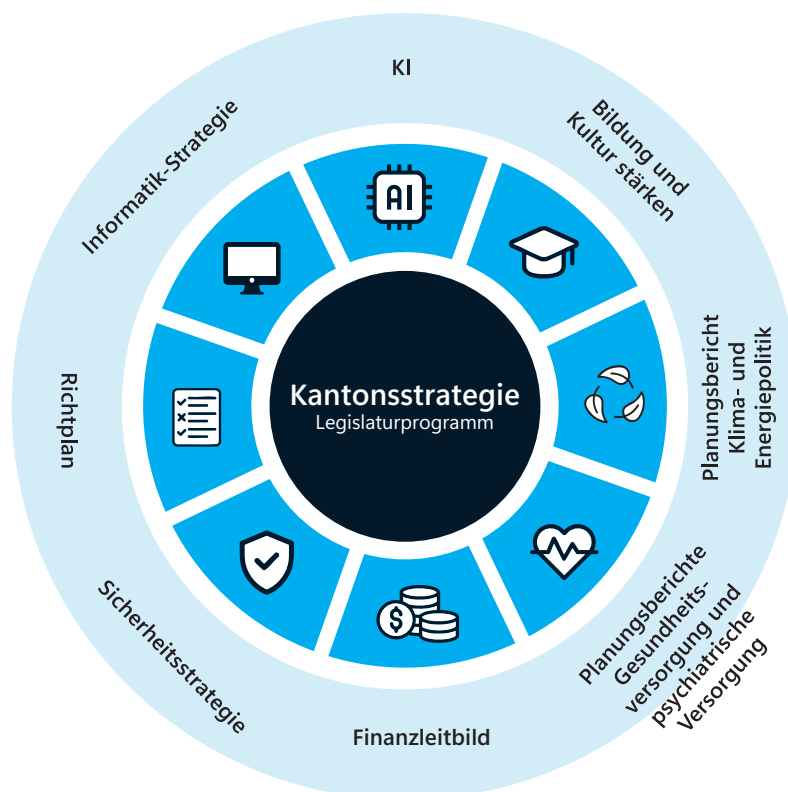 KI
AI
Bildung und
Kultur stärken
Planungsbericht
Klima- und
Energiepolitik
Planungsberichte
Gesundheits-
versorgung und
psychiatrische
Versorgung
Finanzleitbild
$
Sicherheitsstrategie
Richtplan
Informatik-Strategie
Kantonsstrategie
Legislaturprogramm